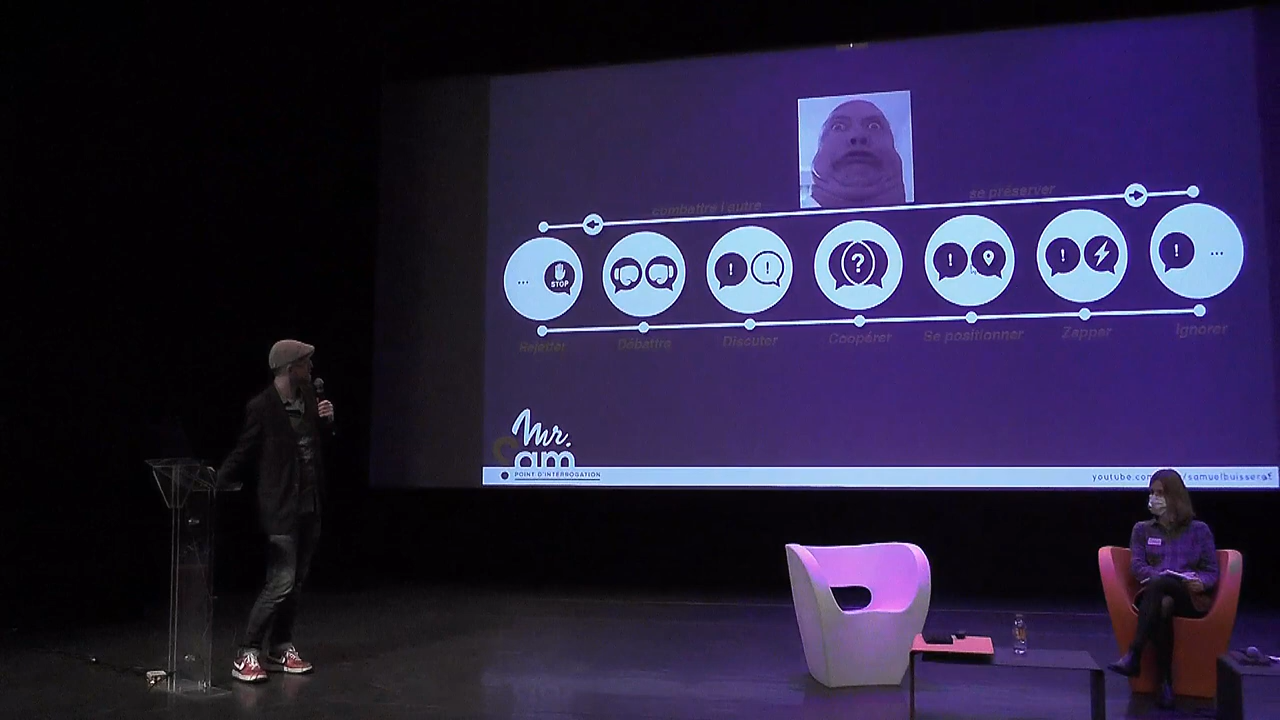 combattre l'autre
se préserver
... STOP
! !
?
!
!
! ...
Rejeter Débattre Discuter Coopérer Se positionner Zapper Ignorer
Mr.
am
POINT D'INTERROGATION
youtube.com /samuelbuisseret